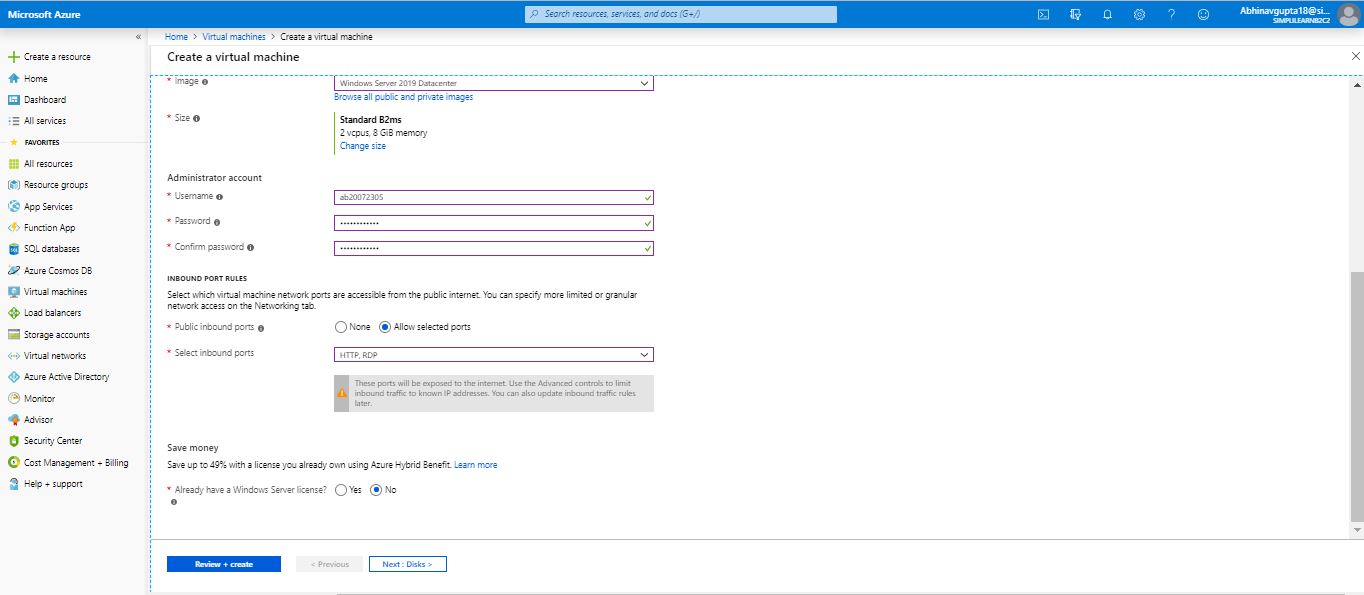 Microsoft Azure
Search resources, services, and docs (G+/)
Abhinavgupta18@si...
SIMPLILEARNB2C2
«
Create a resource
Home
Dashboard
All services
FAVORITES
All resources
Resource groups
App Services
Function App
SQL databases
Azure Cosmos DB
Virtual machines
Load balancers
Storage accounts
Virtual networks
Azure Active Directory
Monitor
Advisor
Security Center
Cost Management + Billing
Help + support
Home > Virtual machines > Create a virtual machine
Create a virtual machine
* Image
Windows Server 2019 Datacenter
Browse all public and private images
* Size
Standard B2ms
2 vcpus, 8 GiB memory
Change size
Administrator account
* Username
ab20072305
* Password
••••••••••••
* Confirm password
••••••••••••
INBOUND PORT RULES
Select which virtual machine network ports are accessible from the public internet. You can specify more limited or granular
network access on the Networking tab.
* Public inbound ports
None Allow selected ports
* Select inbound ports
HTTP, RDP
These ports will be exposed to the internet. Use the Advanced controls to limit
inbound traffic to known IP addresses. You can also update inbound traffic rules
later.
Save money
Save up to 49% with a license you already own using Azure Hybrid Benefit. Learn more
* Already have a Windows Server license?
Yes No
Review + create
< Previous
Next : Disks >